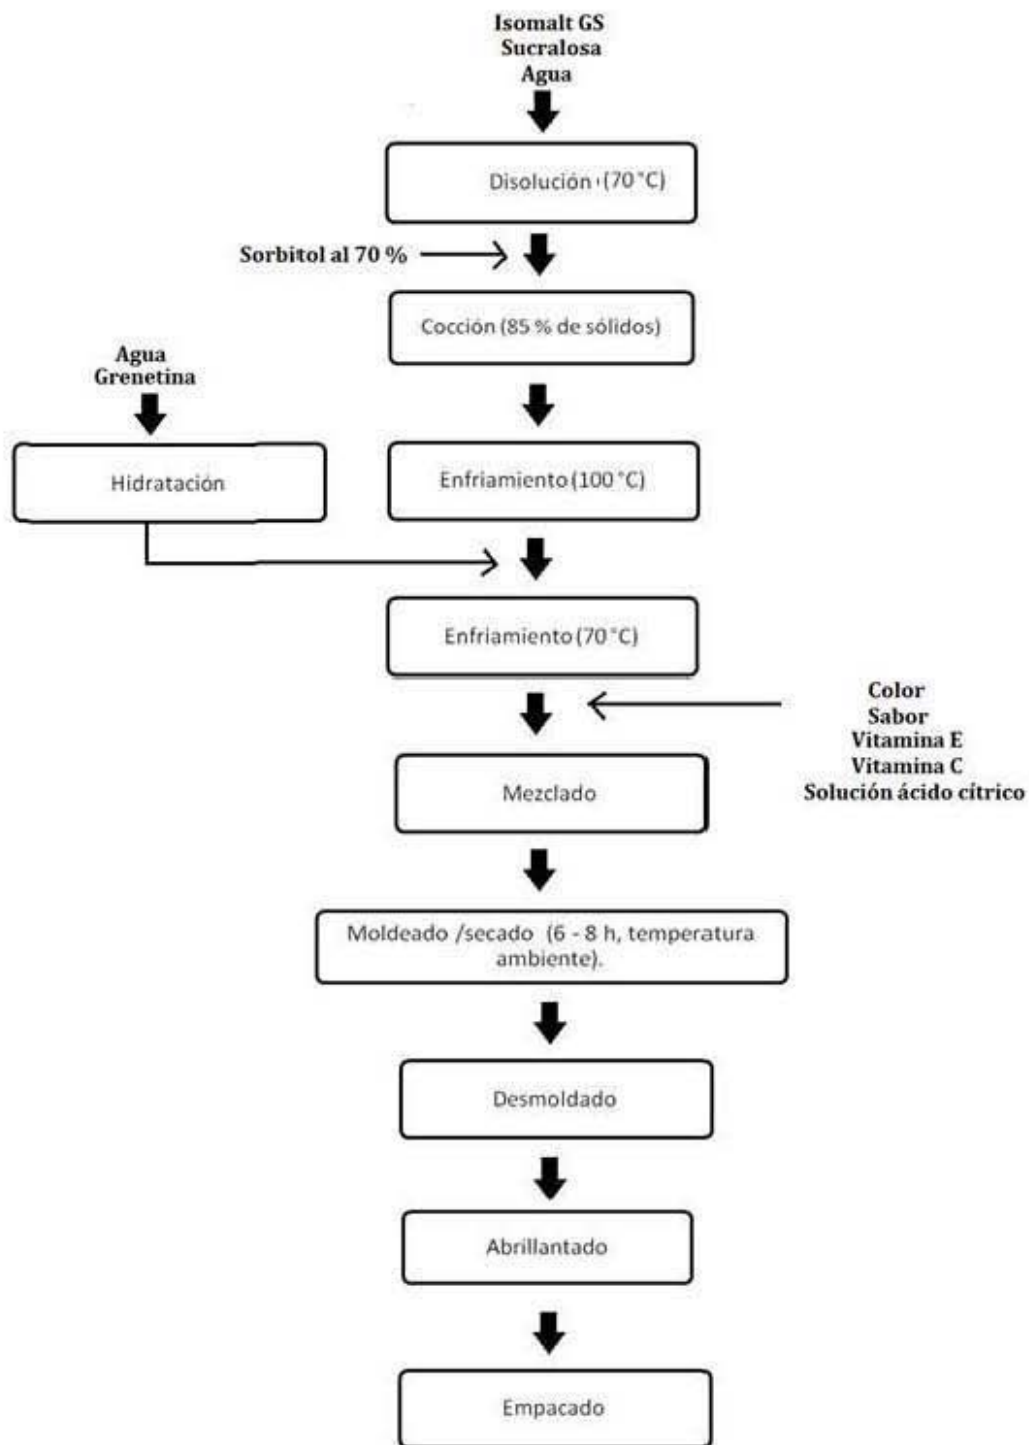 Isomalt GS
Sucralosa
Agua
Disolución (70 °C)
Sorbitol al 70 %
Cocción (85 % de sólidos)
Agua
Grenetina
Hidratación
Enfriamiento (100 °C)
Enfriamiento (70 °C)
Color
Sabor
Vitamina E
Vitamina C
Solución ácido cítrico
Mezclado
Moldeado /secado (6 - 8 h, temperatura
ambiente).
Desmoldado
Abrillantado
Empacado